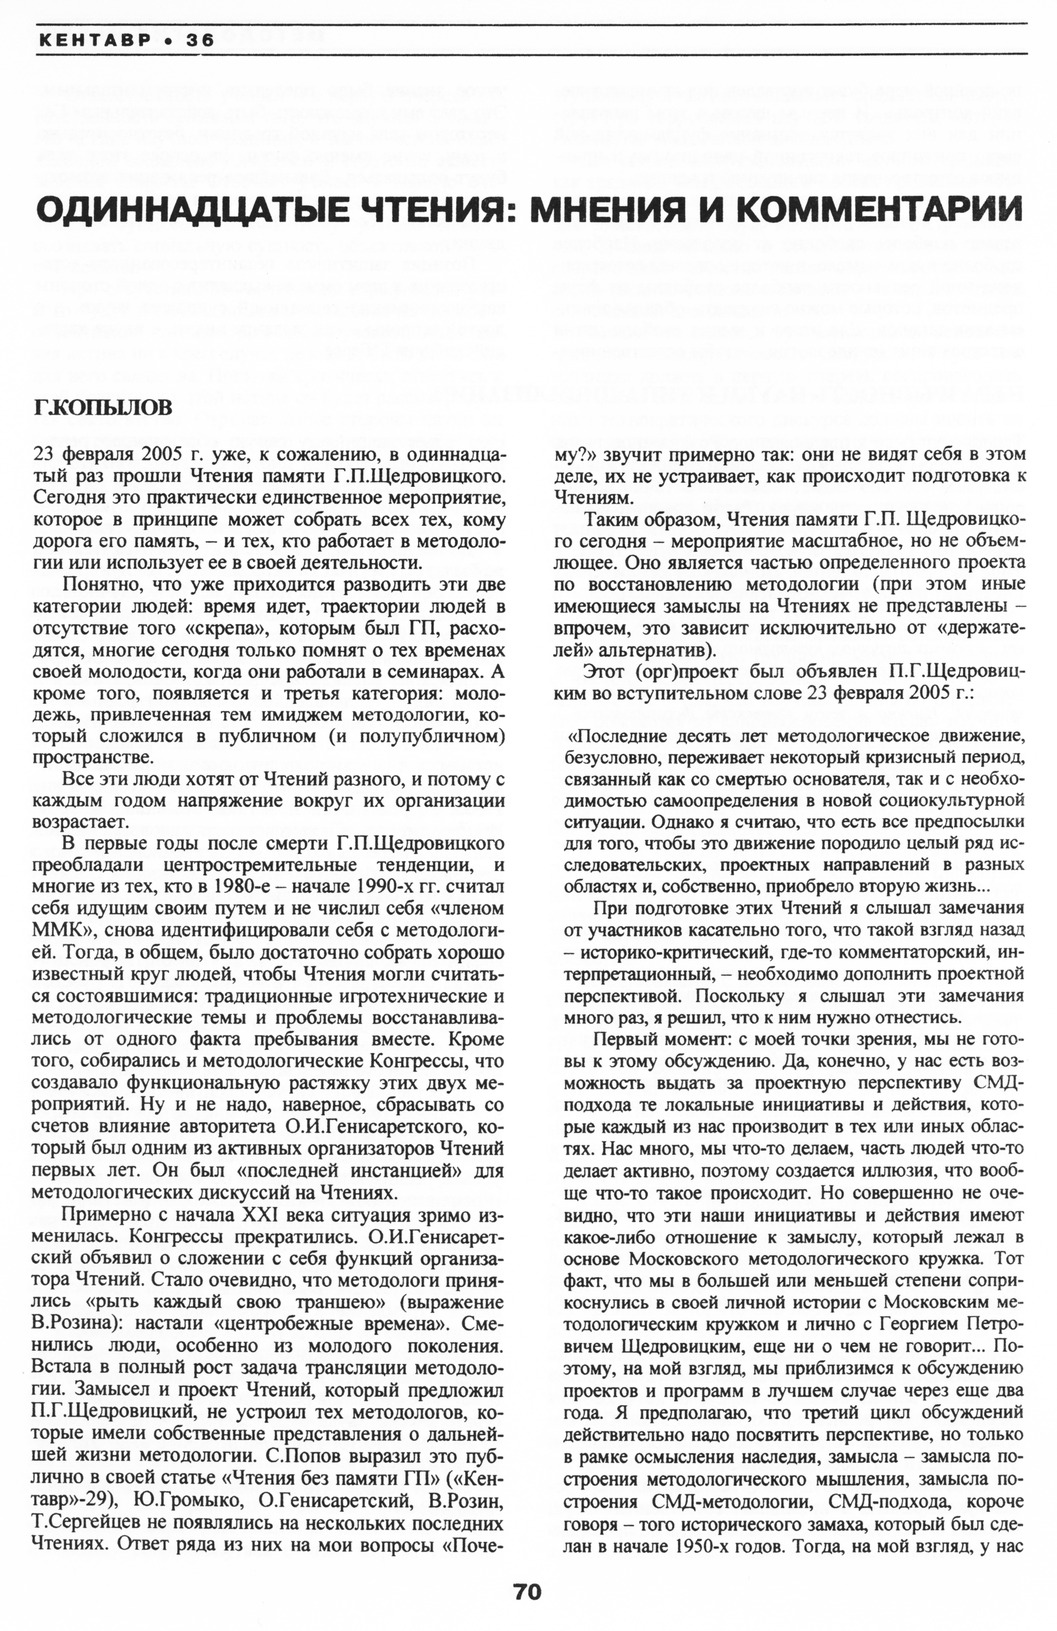 КЕНТАВР • 36
ОДИННАДЦАТЫЕ ЧТЕНИЯ: МНЕНИЯ И КОММЕНТАРИИ
Г.КОПЫЛОВ
23 февраля 2005 г. уже, к сожалению, в одиннадца-
тый раз прошли Чтения памяти Г.П.Щедровицкого.
Сегодня это практически единственное мероприятие,
которое в принципе может собрать всех тех, кому
дорога его память, – и тех, кто работает в методоло-
гии или использует ее в своей деятельности.
Понятно, что уже приходится разводить эти две
категории людей: время идет, траектории людей в
отсутствие того «скрепа», которым был ГП, расхо-
дятся, многие сегодня только помнят о тех временах
своей молодости, когда они работали в семинарах. А
кроме того, появляется и третья категория: моло-
дежь, привлеченная тем имиджем методологии, ко-
торый сложился в публичном (и полупубличном)
пространстве.
Все эти люди хотят от Чтений разного, и потому с
каждым годом напряжение вокруг их организации
возрастает.
В первые годы после смерти Г.П.Щедровицкого
преобладали центростремительные тенденции, и
многие из тех, кто в 1980-е – начале 1990-х гг. считал
себя идущим своим путем и не числил себя «членом
ММК», снова идентифицировали себя с методологи-
ей. Тогда, в общем, было достаточно собрать хорошо
известный круг людей, чтобы Чтения могли считать-
ся состоявшимися: традиционные игротехнические и
методологические темы и проблемы восстанавлива-
лись от одного факта пребывания вместе. Кроме
того, собирались и методологические Конгрессы, что
создавало функциональную растяжку этих двух ме-
роприятий. Ну и не надо, наверное, сбрасывать со
счетов влияние авторитета О.И.Генисаретского, ко-
торый был одним из активных организаторов Чтений
первых лет. Он был «последней инстанцией» для
методологических дискуссий на Чтениях.
Примерно с начала XXI века ситуация зримо из-
менилась. Конгрессы прекратились. О.И.Генисарет-
ский объявил о сложении с себя функций организа-
тора Чтений. Стало очевидно, что методологи приня-
лись «рыть каждый свою траншею» (выражение
В.Розина): настали «центробежные времена». Сме-
нились люди, особенно из молодого поколения.
Встала в полный рост задача трансляции методоло-
гии. Замысел и проект Чтений, который предложил
П.Г.Щедровицкий, не устроил тех методологов, ко-
торые имели собственные представления о дальней-
шей жизни методологии. С.Попов выразил это пуб-
лично в своей статье «Чтения без памяти ГП» («Кен-
тавр»-29), Ю.Громыко, О.Генисаретский, В.Розин,
Т.Сергейцев не появлялись на нескольких последних
Чтениях. Ответ ряда из них на мои вопросы «Поче-
му?» звучит примерно так: они не видят себя в этом
деле, их не устраивает, как происходит подготовка к
Чтениям.
Таким образом, Чтения памяти Г.П. Щедровицко-
го сегодня – мероприятие масштабное, но не объем-
лющее. Оно является частью определенного проекта
по восстановлению методологии (при этом иные
имеющиеся замыслы на Чтениях не представлены –
впрочем, это зависит исключительно от «держате-
лей» альтернатив).
Этот (орг)проект был объявлен П.Г.Щедровиц-
ким во вступительном слове 23 февраля 2005 г.:
«Последние десять лет методологическое движение,
безусловно, переживает некоторый кризисный период,
связанный как со смертью основателя, так и с необхо-
димостью самоопределения в новой социокультурной
ситуации. Однако я считаю, что есть все предпосылки
для того, чтобы это движение породило целый ряд ис-
следовательских, проектных направлений в разных
областях и, собственно, приобрело вторую жизнь...
При подготовке этих Чтений я слышал замечания
от участников касательно того, что такой взгляд назад
– историко-критический, где-то комментаторский, ин-
терпретационный, – необходимо дополнить проектной
перспективой. Поскольку я слышал эти замечания
много раз, я решил, что к ним нужно отнестись.
Первый момент: с моей точки зрения, мы не гото-
вы к этому обсуждению. Да, конечно, у нас есть воз-
можность выдать за проектную перспективу СМД-
подхода те локальные инициативы и действия, кото-
рые каждый из нас производит в тех или иных облас-
тях. Нас много, мы что-то делаем, часть людей что-то
делает активно, поэтому создается иллюзия, что вооб-
ще что-то такое происходит. Но совершенно не оче-
видно, что эти наши инициативы и действия имеют
какое-либо отношение к замыслу, который лежал в
основе Московского методологического кружка. Тот
факт, что мы в большей или меньшей степени сопри-
коснулись в своей личной истории с Московским ме-
тодологическим кружком и лично с Георгием Петро-
вичем Щедровицким, еще ни о чем не говорит... По-
этому, на мой взгляд, мы приблизимся к обсуждению
проектов и программ в лучшем случае через еще два
года. Я предполагаю, что третий цикл обсуждений
действительно надо посвятить перспективе, но только
в рамке осмысления наследия, замысла – замысла по-
строения методологического мышления, замысла по-
строения СМД-методологии, СМД-подхода, короче
говоря – того исторического замаха, который был сде-
лан в начале 1950-х годов. Тогда, на мой взгляд, у нас
70